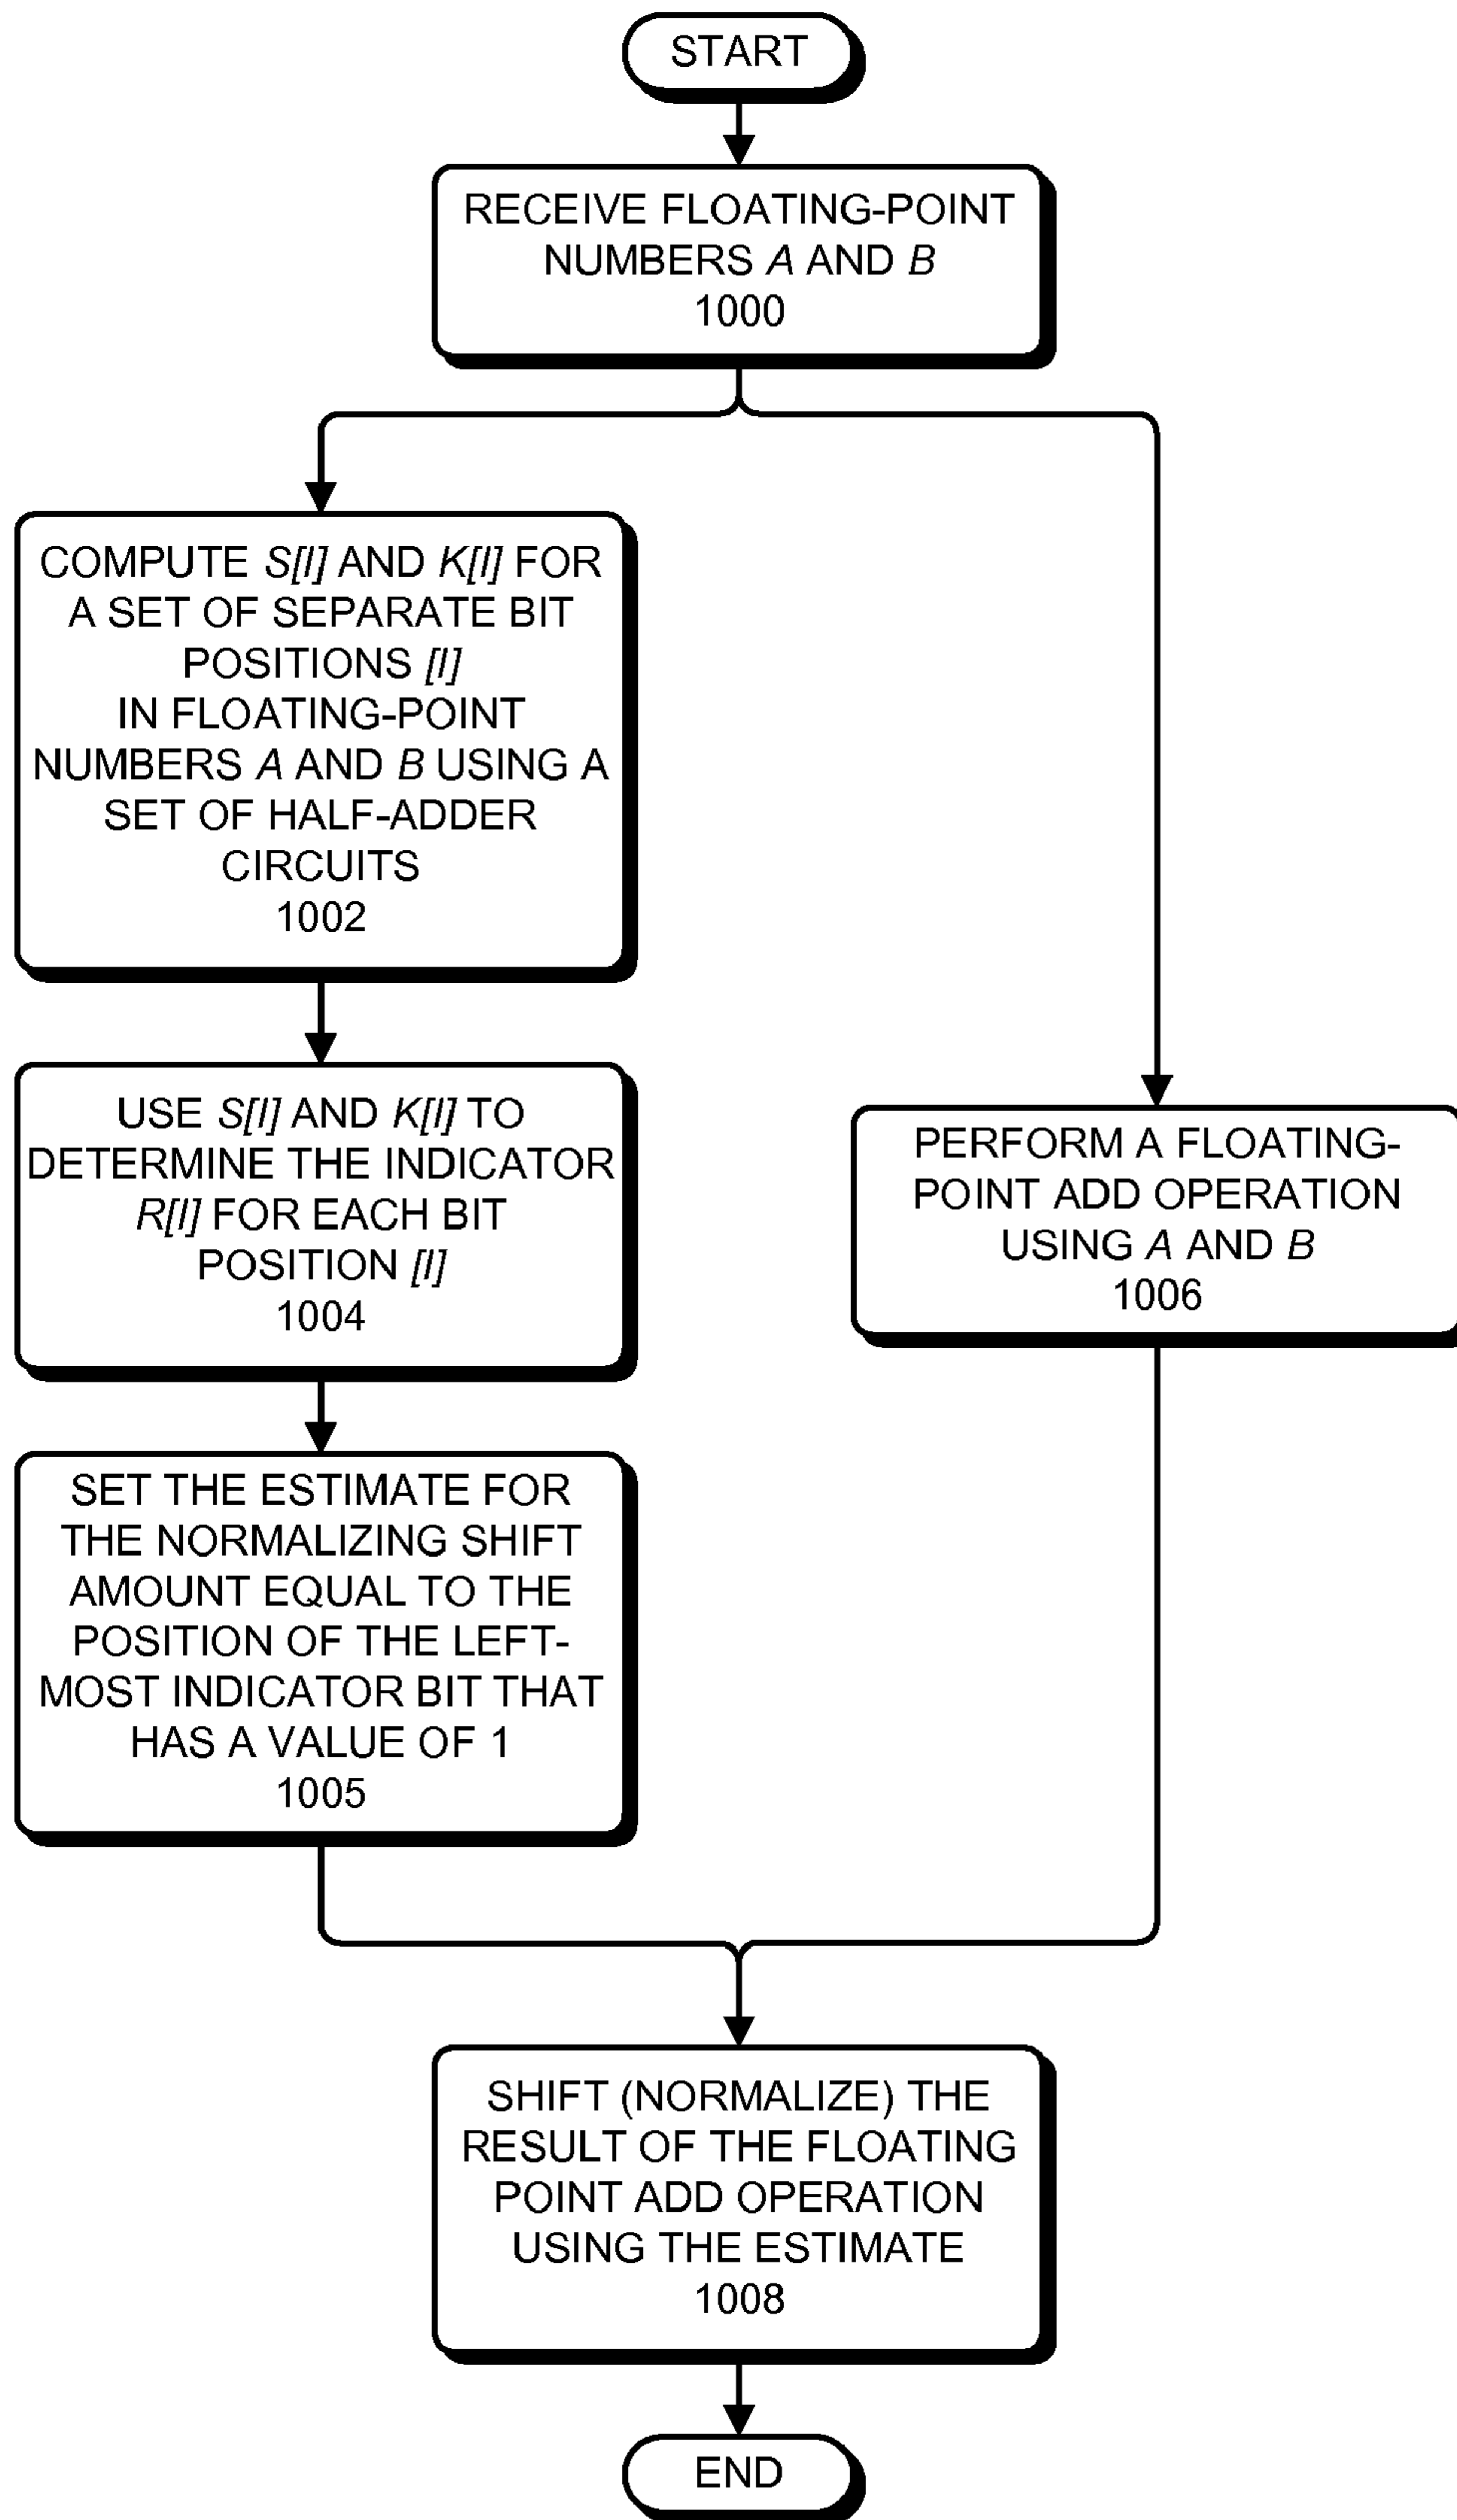 START
RECEIVE FLOATING-POINT
NUMBERS A AND B
1000
COMPUTE S[I] AND K[I] FOR
A SET OF SEPARATE BIT
POSITIONS [I]
IN FLOATING-POINT
NUMBERS A AND B USING A
SET OF HALF-ADDER
CIRCUITS
1002
USE S[I] AND K[I] TO
DETERMINE THE INDICATOR
R[I] FOR EACH BIT
POSITION [I]
1004
SET THE ESTIMATE FOR
THE NORMALIZING SHIFT
AMOUNT EQUAL TO THE
POSITION OF THE LEFT-
MOST INDICATOR BIT THAT
HAS A VALUE OF 1
1005
PERFORM A FLOATING-
POINT ADD OPERATION
USING A AND B
1006
SHIFT (NORMALIZE) THE
RESULT OF THE FLOATING
POINT ADD OPERATION
USING THE ESTIMATE
1008
END